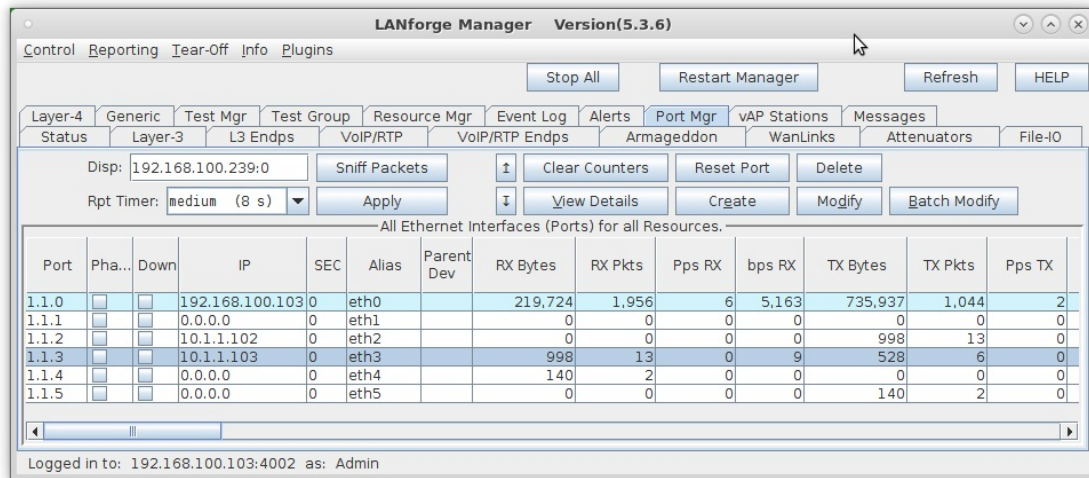 LANforge Manager Version(5.3.6)
Control Reporting Tear-Off Info Plugins
Stop All Restart Manager Refresh HELP
Layer-4 Generic Test Mgr Test Group Resource Mgr Event Log Alerts Port Mgr vAP Stations Messages
Status Layer-3 L3 Endps VoIP/RTP VoIP/RTP Endps Armageddon WanLinks Attenuators File-IO
Disp: 192.168.100.239:0 Sniff Packets ↑ Clear Counters Reset Port Delete
Rpt Timer: medium (8 s) Apply ↓ View Details Create Modify Batch Modify
All Ethernet Interfaces (Ports) for all Resources.
Port Pha... Down IP SEC Alias Parent Dev RX Bytes RX Pkts Pps RX bps RX TX Bytes TX Pkts Pps TX
1.1.0 192.168.100.103 0 eth0 219,724 1,956 6 5,163 735,937 1,044 2
1.1.1 0.0.0.0 0 eth1 0 0 0 0 0 0 0
1.1.2 10.1.1.102 0 eth2 0 0 0 0 998 13 0
1.1.3 10.1.1.103 0 eth3 998 13 0 9 528 6 0
1.1.4 0.0.0.0 0 eth4 140 2 0 0 0 0 0
1.1.5 0.0.0.0 0 eth5 0 0 0 0 140 2 0
Logged in to: 192.168.100.103:4002 as: Admin